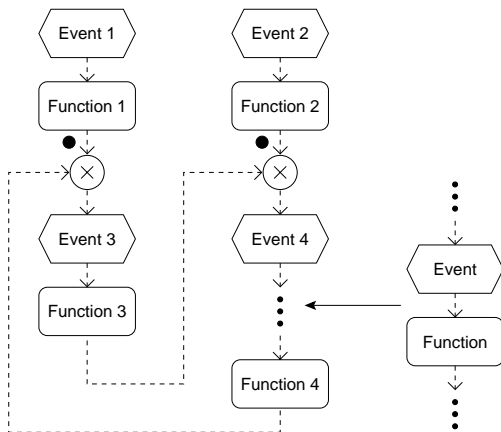 Event 1
Event 2
Function 1
Function 2
Event 3
Event 4
Event
Function 3
Function
Function 4